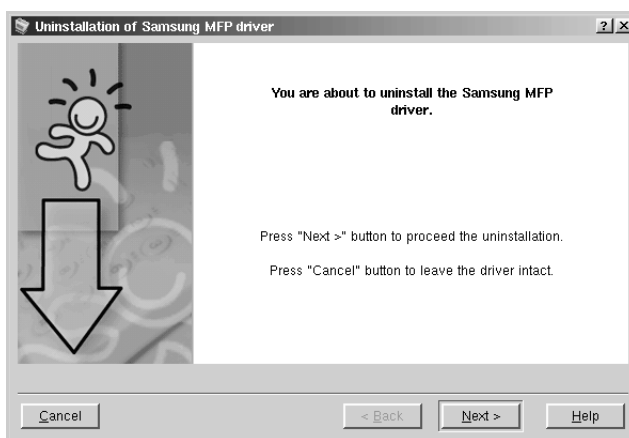 Uninstallation of Samsung MFP driver
You are about to uninstall the Samsung MFP
driver.
Press "Next >" button to proceed the uninstallation.
Press "Cancel" button to leave the driver intact.
Cancel
< Back
Next >
Help